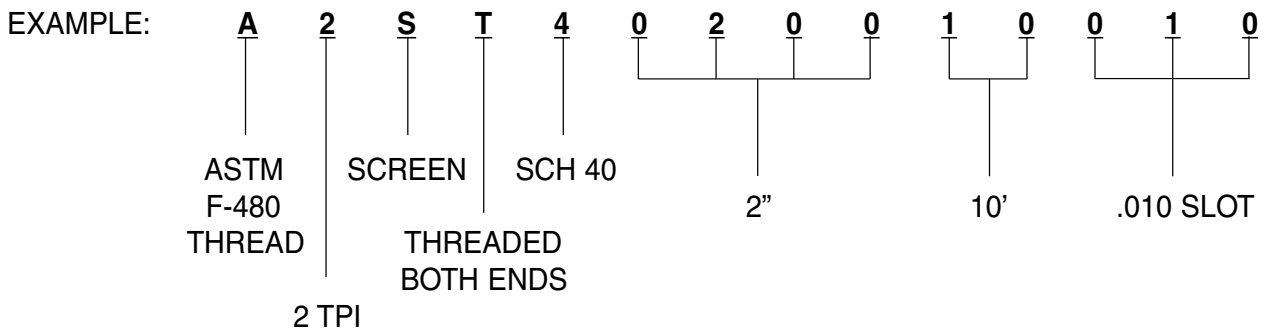 EXAMPLE: A 2 S T 4 0 2 0 0 1 0 0 1 0
ASTM SCREEN SCH 40
F-480 2” 10’ .010 SLOT
THREAD THREADED
BOTH ENDS
2 TPI